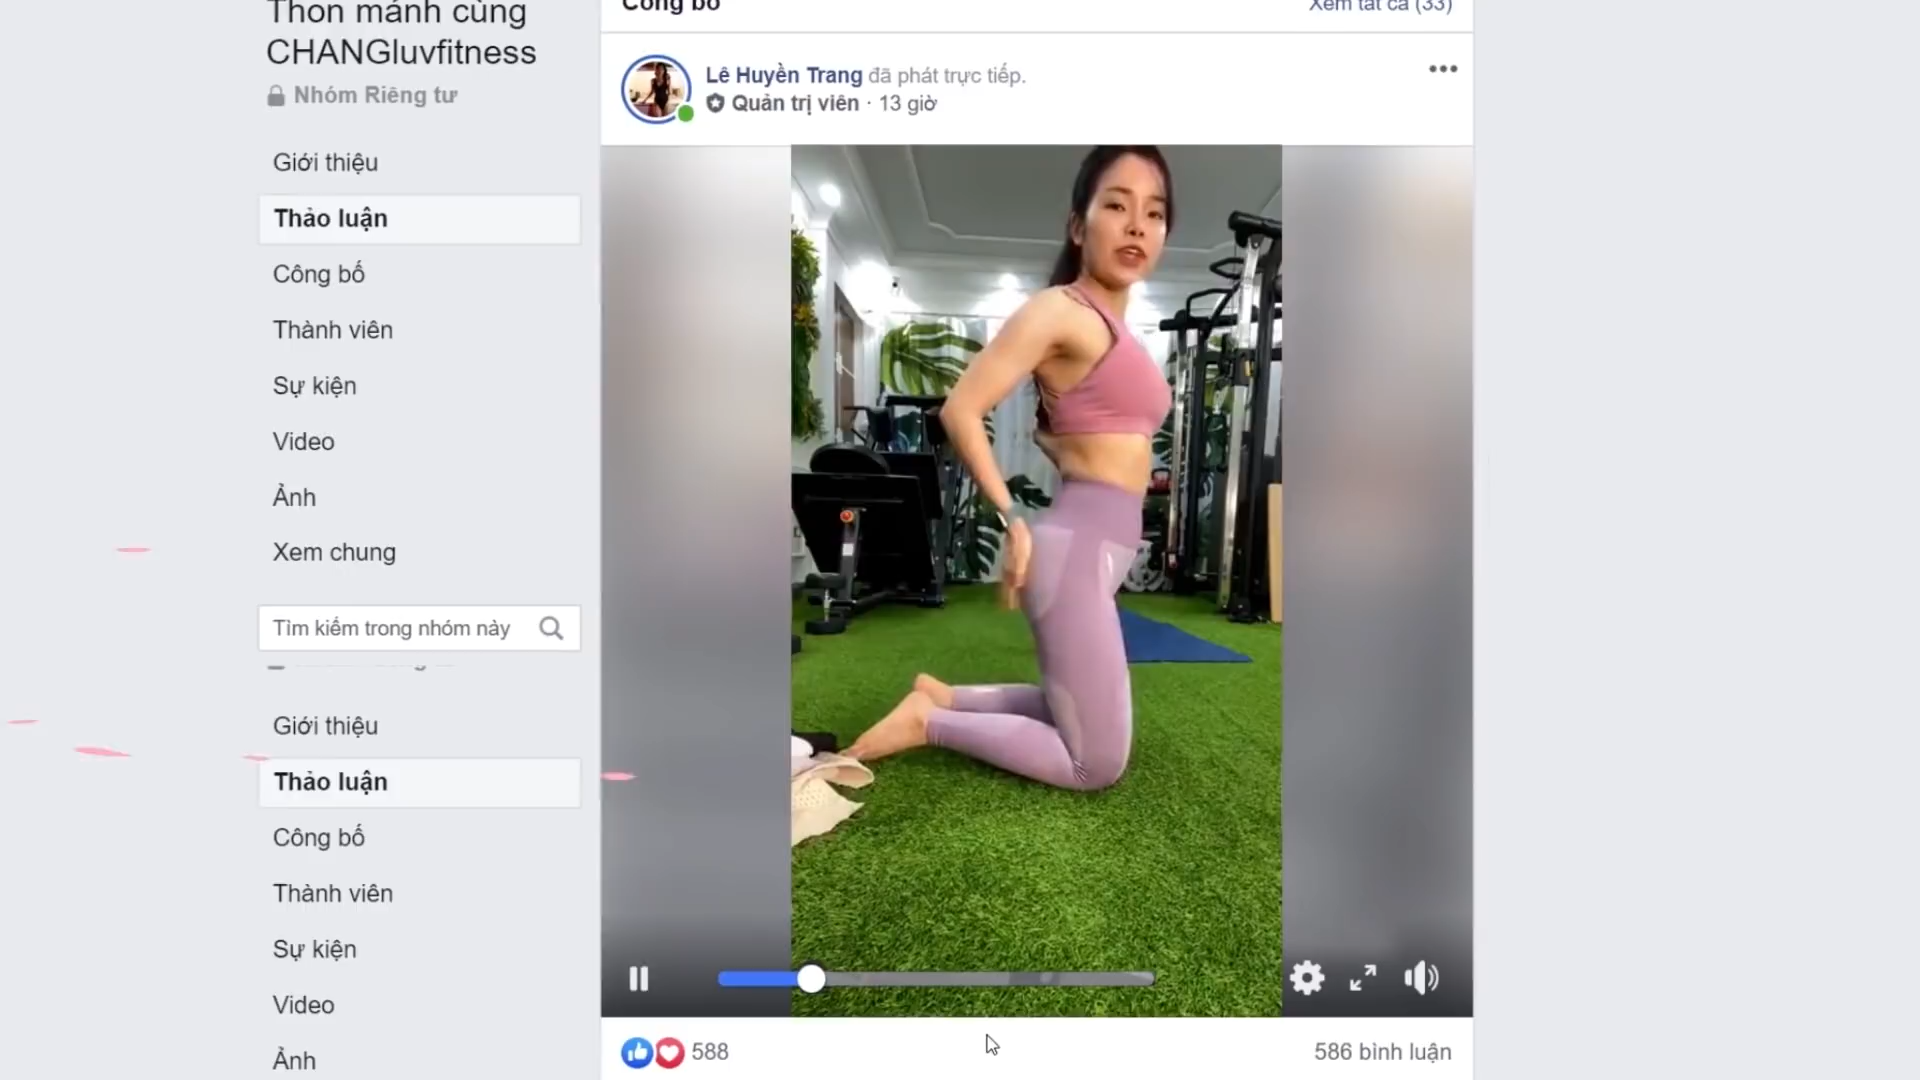 Thon mảnh cùng
CHANGluvfitness
Nhóm Riêng tư
Giới thiệu
Thảo luận
Công bố
Thành viên
Sự kiện
Video
Ảnh
Xem chung
Tìm kiếm trong nhóm này
Giới thiệu
Thảo luận
Công bố
Thành viên
Sự kiện
Video
Ảnh
Công bố
Xem tất cả (33)
Lê Huyền Trang đã phát trực tiếp.
Quản trị viên · 13 giờ
588
586 bình luận